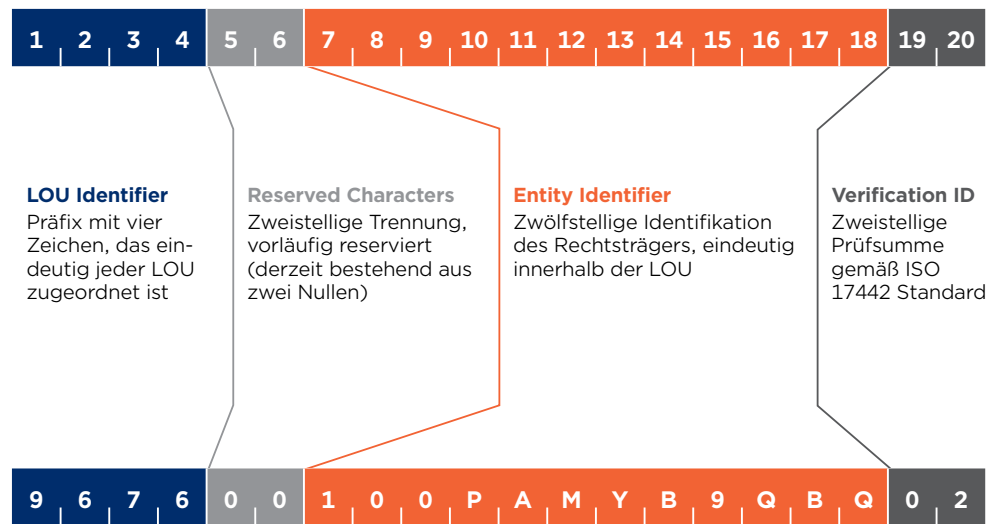 1 2 3 4 5 6 7 8 9 10 11 12 13 14 15 16 17 18 19 20
LOU Identifier
Präfix mit vier
Zeichen, das ein-
deutig jeder LOU
zugeordnet ist
Reserved Characters
Zweistellige Trennung,
vorläufig reserviert
(derzeit bestehend aus
zwei Nullen)
Entity Identifier
Zwölfstellige Identifikation
des Rechtsträgers, eindeutig
innerhalb der LOU
Verification ID
Zweistellige
Prüfsumme
gemäß ISO
17442 Standard
9 6 7 6 0 0 1 0 0 P A M Y B 9 Q B Q 0 2